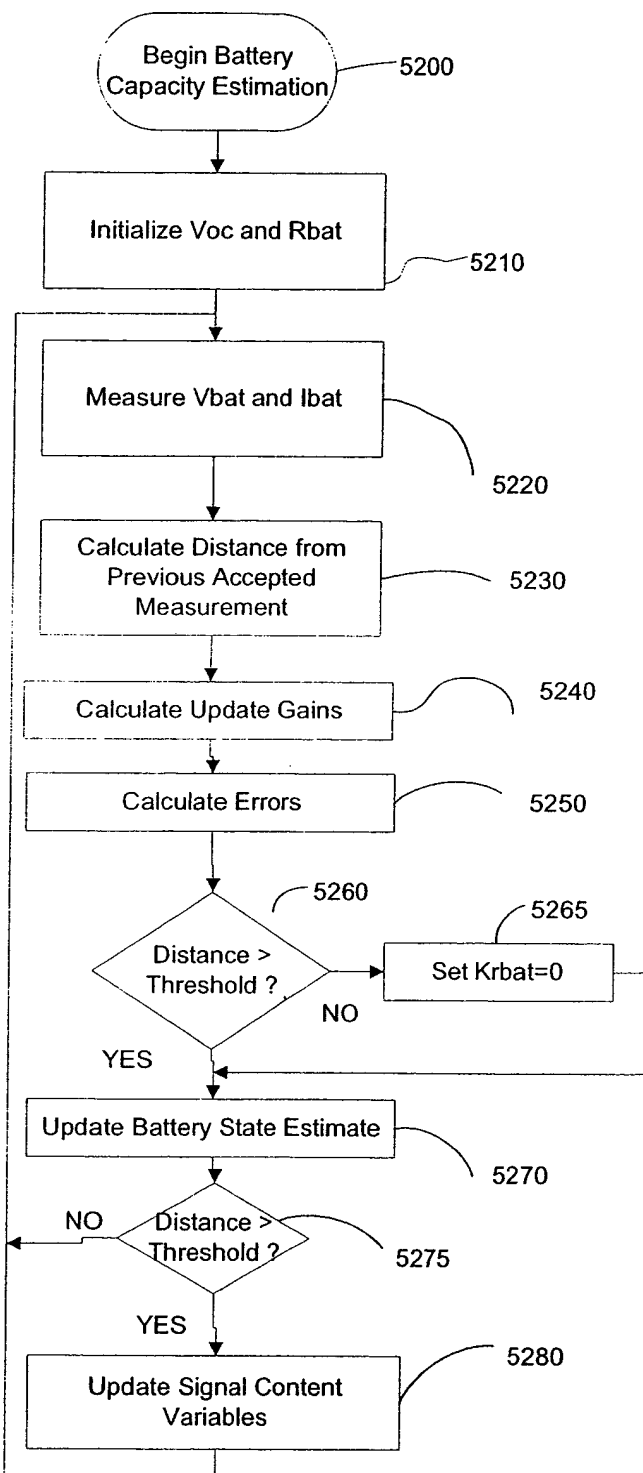 Begin Battery
Capacity Estimation
5200
Initialize Voc and Rbat
5210
Measure Vbat and Ibat
5220
Calculate Distance from
Previous Accepted
Measurement
5230
Calculate Update Gains
5240
Calculate Errors
5250
5260
Distance >
Threshold ?
NO
YES
5265
Set Krbat=0
Update Battery State Estimate
5270
Distance >
Threshold ?
NO
5275
YES
5280
Update Signal Content
Variables